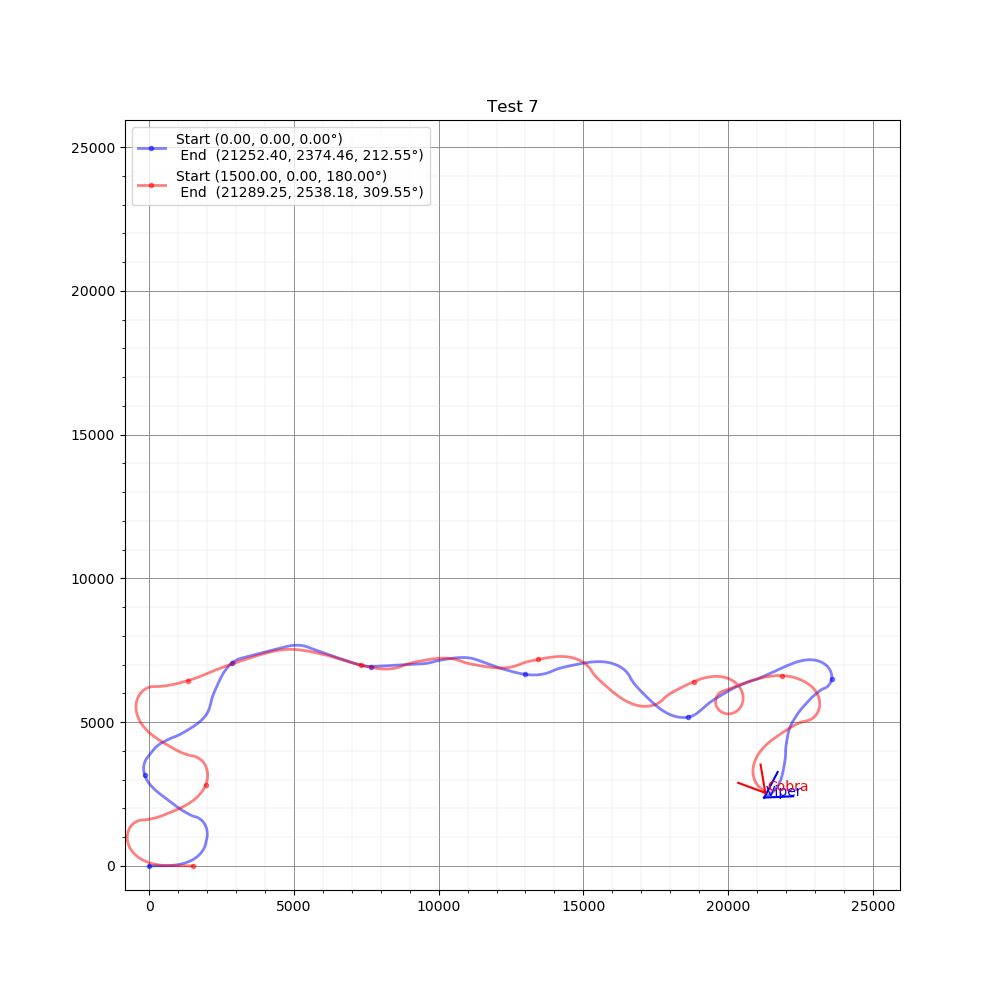 Test 7
Start (0.00, 0.00, 0.00°)
End (21252.40, 2374.46, 212.55°)
Start (1500.00, 0.00, 180.00°)
End (21289.25, 2538.18, 309.55°)
25000
20000
15000
10000
5000
0
Cobra
Viper
0 5000 10000 15000 20000 25000